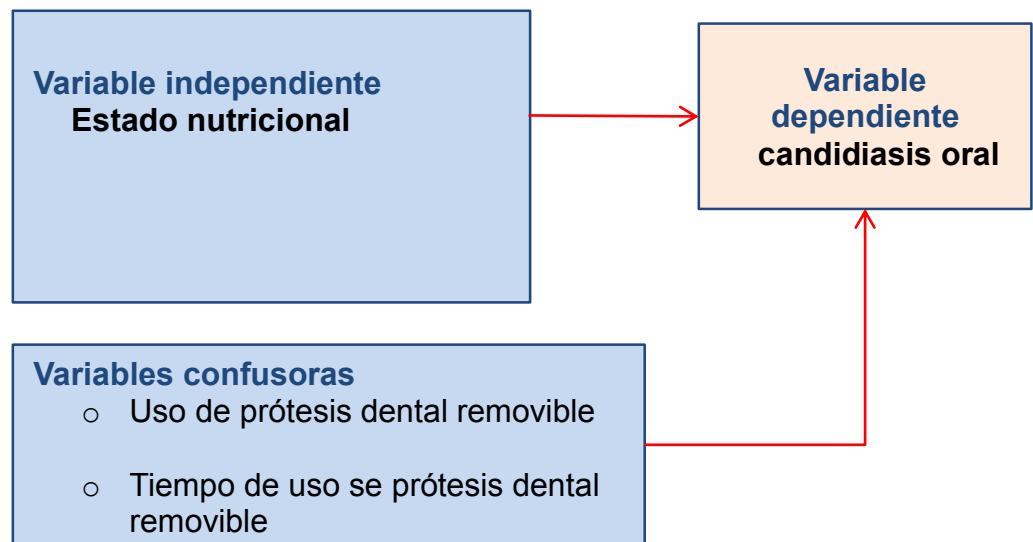 Variable independiente
Estado nutricional
Variable
dependiente
candidiasis oral
Variables confusoras
o Uso de prótesis dental removible
o Tiempo de uso se prótesis dental
removible